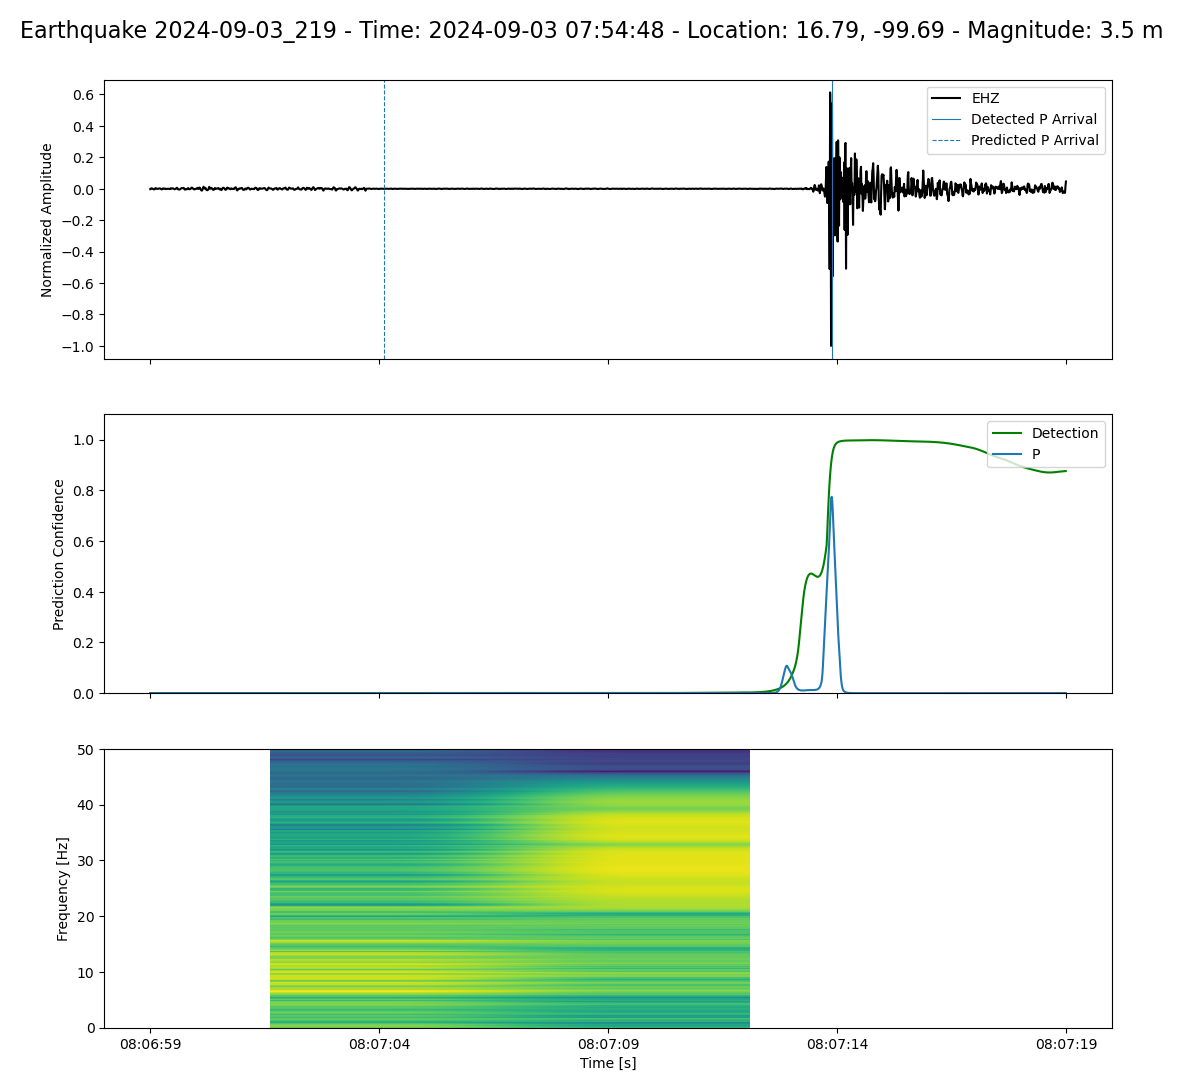 Earthquake 2024-09-03_219 - Time: 2024-09-03 07:54:48 - Location: 16.79, -99.69 - Magnitude: 3.5 m
Normalized Amplitude
0.6
0.4
0.2
0.0
−0.2
−0.4
−0.6
−0.8
−1.0
EHZ
Detected P Arrival
Predicted P Arrival
Prediction Confidence
1.0
0.8
0.6
0.4
0.2
0.0
Detection
P
Frequency [Hz]
50
40
30
20
10
0
08:06:59 08:07:04 08:07:09 08:07:14 08:07:19
Time [s]